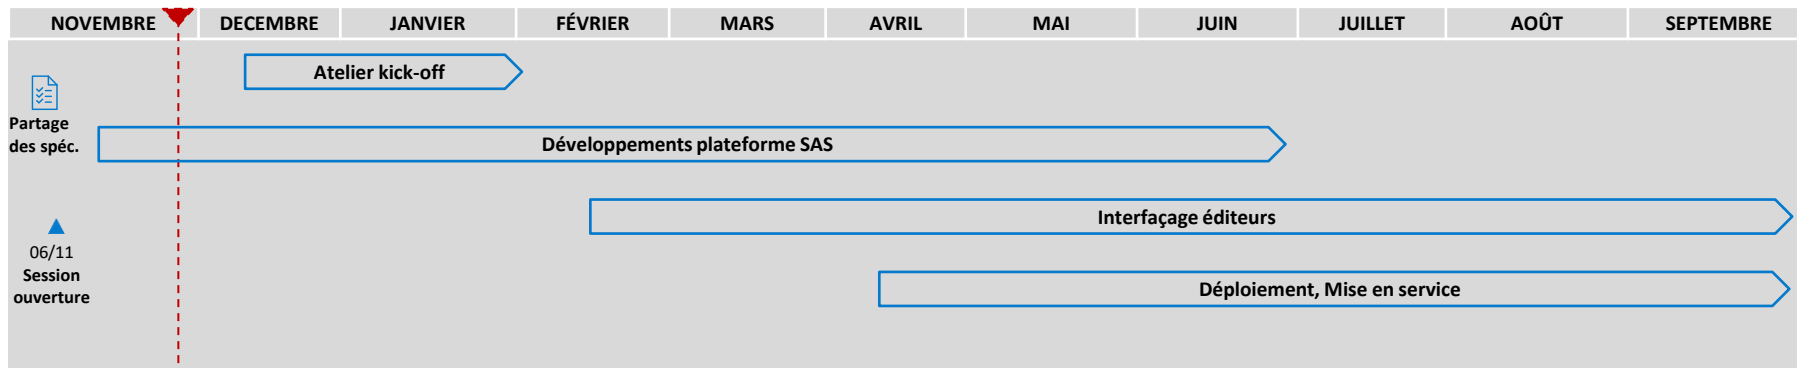 NOVEMBRE DECEMBRE JANVIER FÉVRIER MARS AVRIL MAI JUIN JUILLET AOÛT SEPTEMBRE
Atelier kick-off
Partage
des spéc.
Développements plateforme SAS
Interfaçage éditeurs
06/11
Session
ouverture
Déploiement, Mise en service